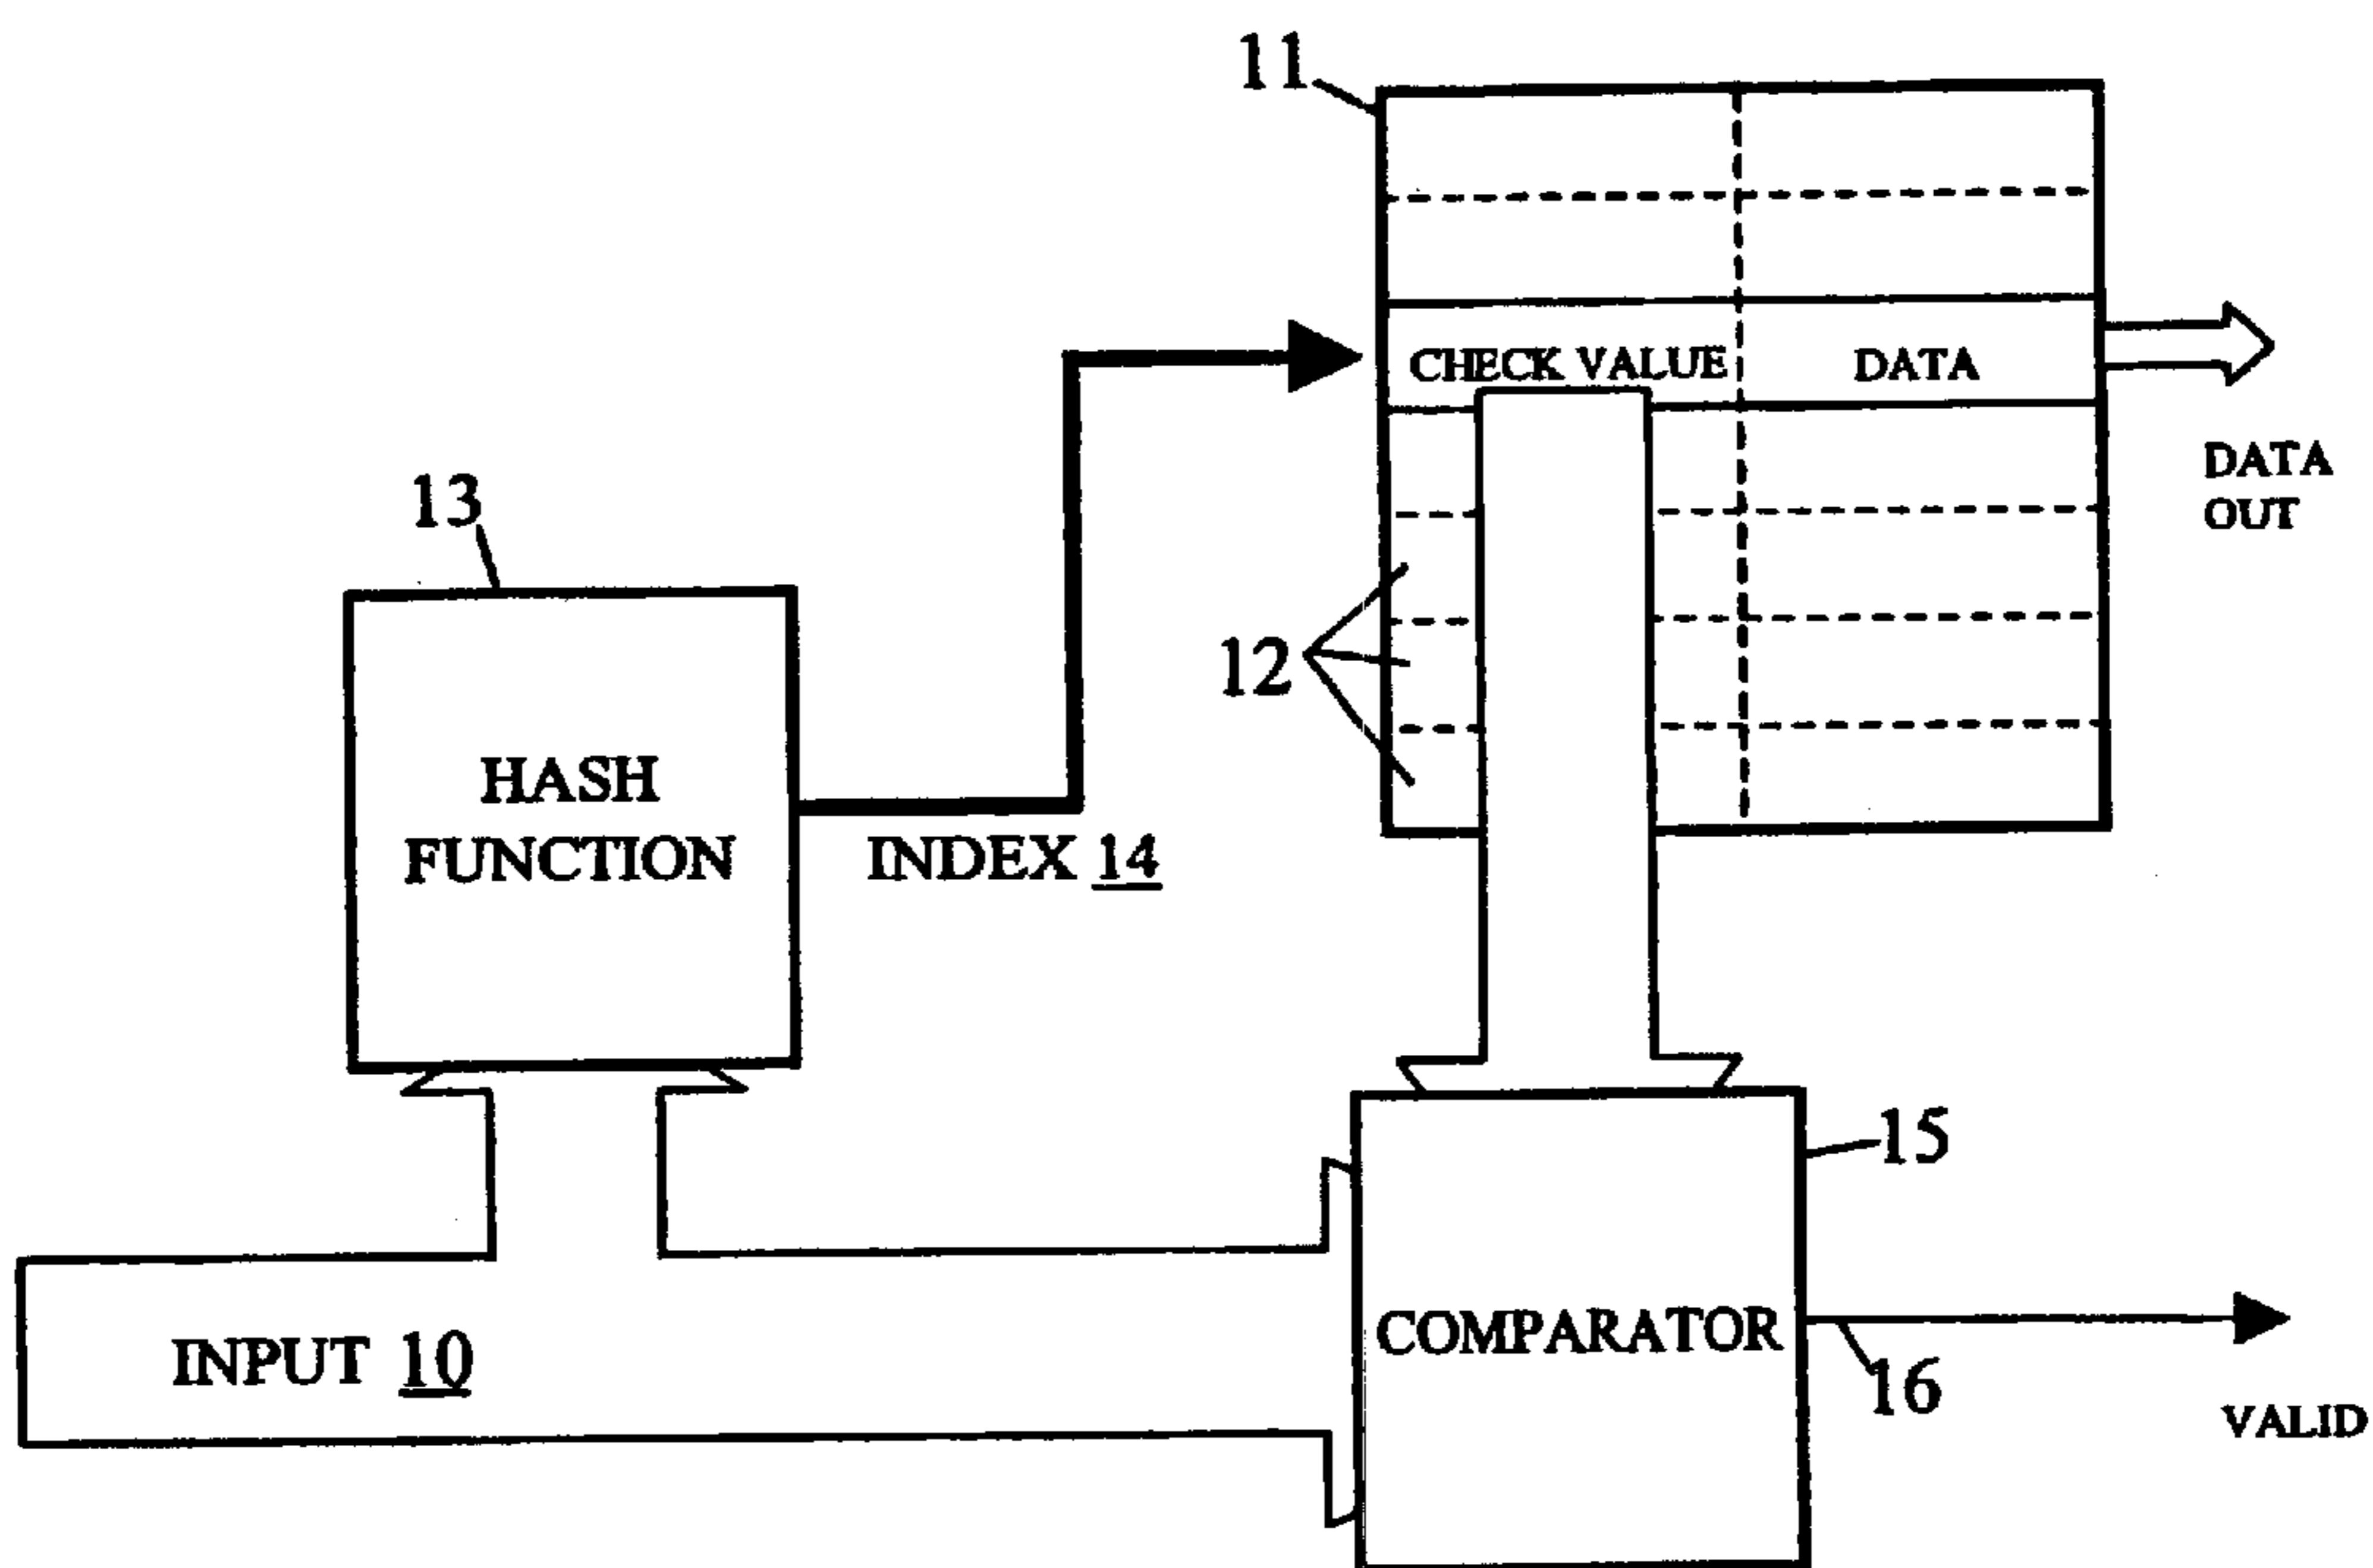 11
CHECK VALUE DATA
DATA
OUT
13
12
HASH
FUNCTION
INDEX 14
15
COMPARATOR
INPUT 10
16
VALID